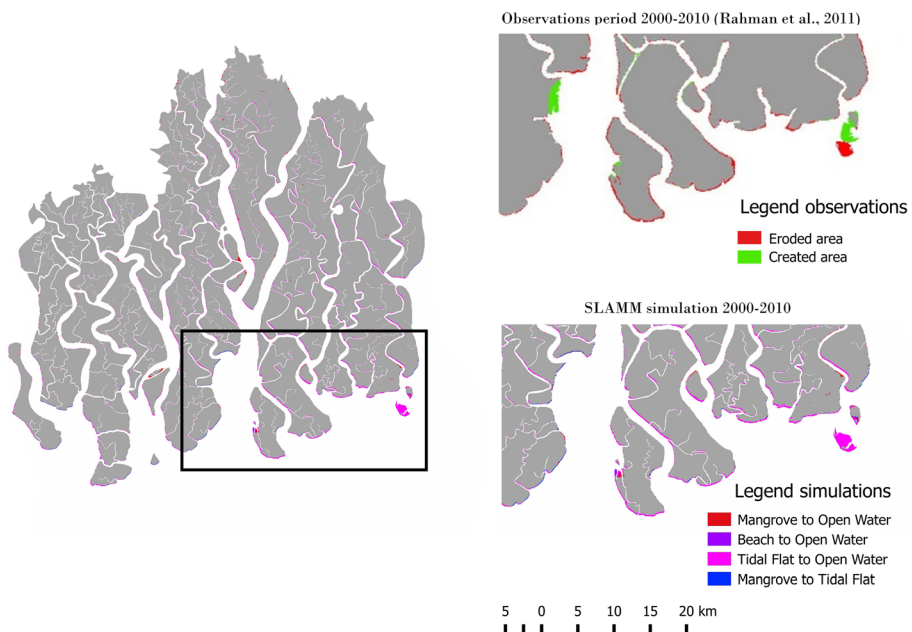 Observations period 2000-2010 (Rahman et al., 2011)
Legend observations
Eroded area
Created area
SLAMM simulation 2000-2010
Legend simulations
Mangrove to Open Water
Beach to Open Water
Tidal Flat to Open Water
Mangrove to Tidal Flat
5 0 5 10 15 20 km